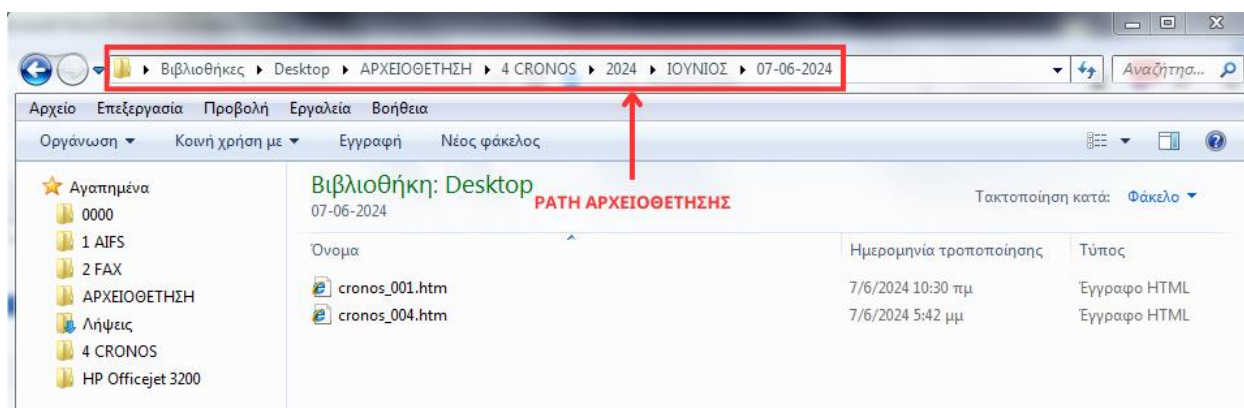 Βιβλιοθήκες ▸ Desktop ▸ ΑΡΧΕΙΟΘΕΤΗΣΗ ▸ 4 CRONOS ▸ 2024 ▸ ΙΟΥΝΙΟΣ ▸ 07-06-2024 Αναζήτησ...
Αρχείο Επεξεργασία Προβολή Εργαλεία Βοήθεια
Οργάνωση Κοινή χρήση με Εγγραφή Νέος φάκελος
Αγαπημένα
0000
1 AIFS
2 FAX
ΑΡΧΕΙΟΘΕΤΗΣΗ
Λήψεις
4 CRONOS
HP Officejet 3200
Βιβλιοθήκη: Desktop
07-06-2024
PATH ΑΡΧΕΙΟΘΕΤΗΣΗΣ
Τακτοποίηση κατά: Φάκελο
Όνομα Ημερομηνία τροποποίησης Τύπος
cronos_001.htm 7/6/2024 10:30 πμ Έγγραφο HTML
cronos_004.htm 7/6/2024 5:42 μμ Έγγραφο HTML